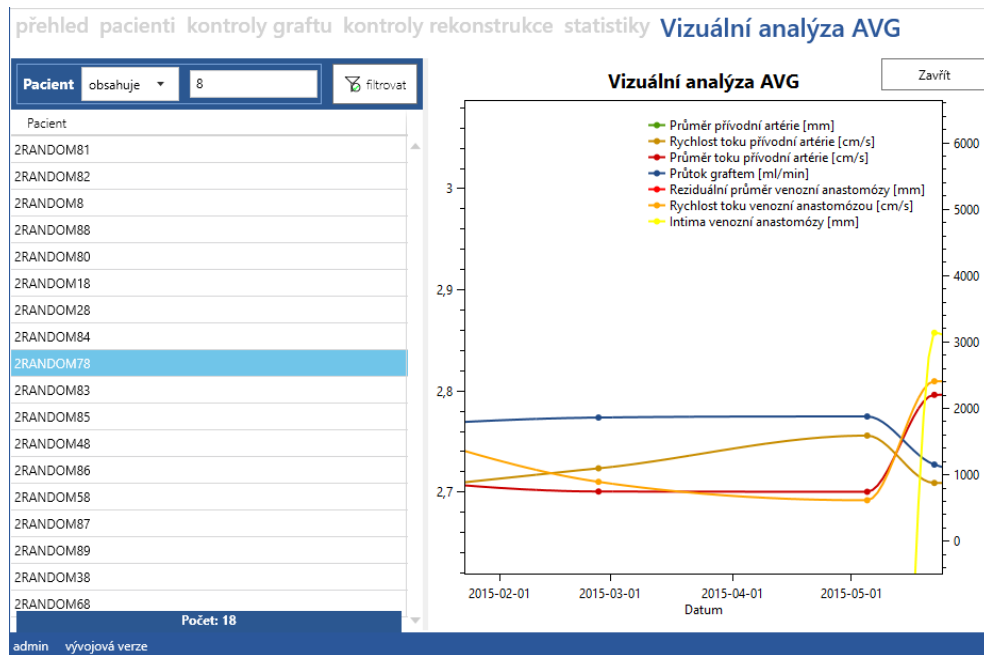 přehled pacienti kontroly graftu kontroly rekonstrukce statistiky Vizuální analýza AVG
Pacient obsahuje 8 filtrovat
Pacient
2RANDOM81
2RANDOM82
2RANDOM8
2RANDOM88
2RANDOM80
2RANDOM18
2RANDOM28
2RANDOM84
2RANDOM78
2RANDOM83
2RANDOM85
2RANDOM48
2RANDOM86
2RANDOM58
2RANDOM87
2RANDOM89
2RANDOM38
2RANDOM68
Počet: 18
Vizuální analýza AVG
Zavřít
Průměr přívodní artérie [mm]
Rychlost toku přívodní artérie [cm/s]
Průměr toku přívodní artérie [cm/s]
Průtok graftem [ml/min]
Reziduální průměr venozní anastomózy [mm]
Rychlost toku venozní anastomózou [cm/s]
Intima venozní anastomózy [mm]
3
2,9
2,8
2,7
6000
5000
4000
3000
2000
1000
0
2015-02-01 2015-03-01 2015-04-01 2015-05-01
Datum
admin vývojová verze